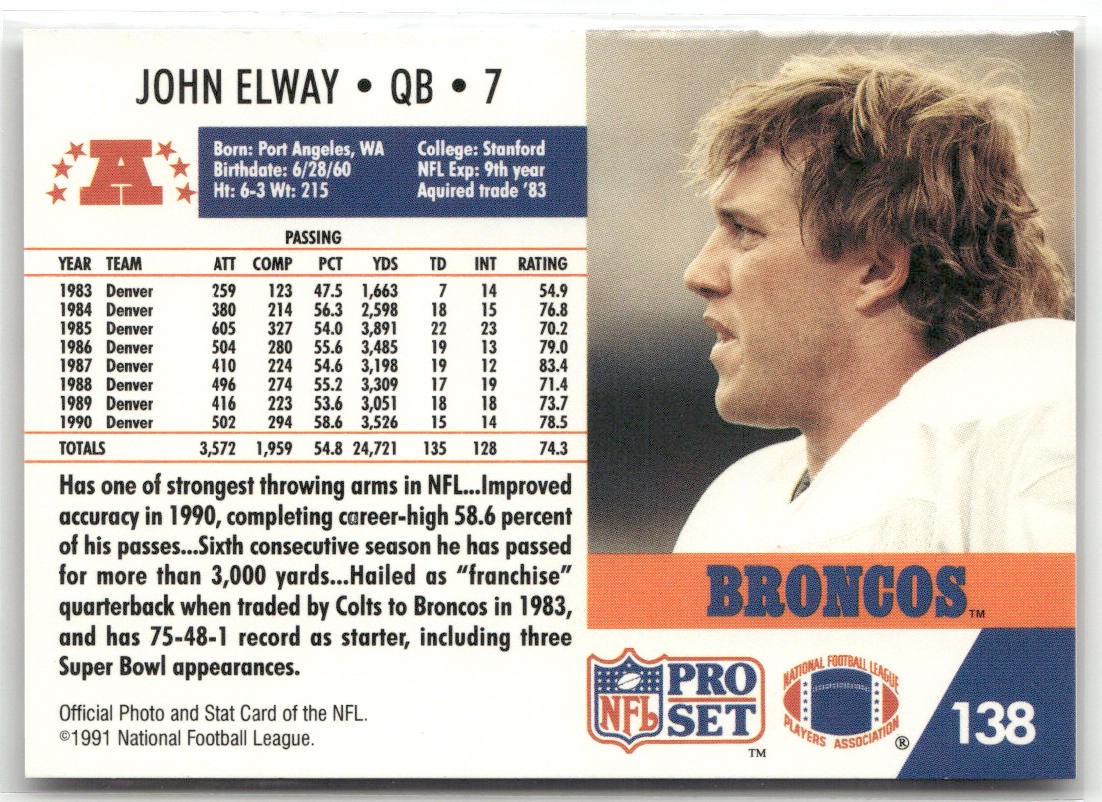 JOHN ELWAY • QB • 7
A
Born: Port Angeles, WA
Birthdate: 6/28/60
Ht: 6-3 Wt: 215
College: Stanford
NFL Exp: 9th year
Aquired trade '83
PASSING
YEAR TEAM ATT COMP PCT YDS TD INT RATING
1983 Denver 259 123 47.5 1,663 7 14 54.9
1984 Denver 380 214 56.3 2,598 18 15 76.8
1985 Denver 605 327 54.0 3,891 22 23 70.2
1986 Denver 504 280 55.6 3,485 19 13 79.0
1987 Denver 410 224 54.6 3,198 19 12 83.4
1988 Denver 496 274 55.2 3,309 17 19 71.4
1989 Denver 416 223 53.6 3,051 18 18 73.7
1990 Denver 502 294 58.6 3,526 15 14 78.5
TOTALS 3,572 1,959 54.8 24,721 135 128 74.3
Has one of strongest throwing arms in NFL...Improved
accuracy in 1990, completing career-high 58.6 percent
of his passes...Sixth consecutive season he has passed
for more than 3,000 yards...Hailed as "franchise"
quarterback when traded by Colts to Broncos in 1983,
and has 75-48-1 record as starter, including three
Super Bowl appearances.
Official Photo and Stat Card of the NFL.
©1991 National Football League.
BRONCOS™
NFL
PRO
SET™
NATIONAL FOOTBALL LEAGUE
PLAYERS ASSOCIATION®
138